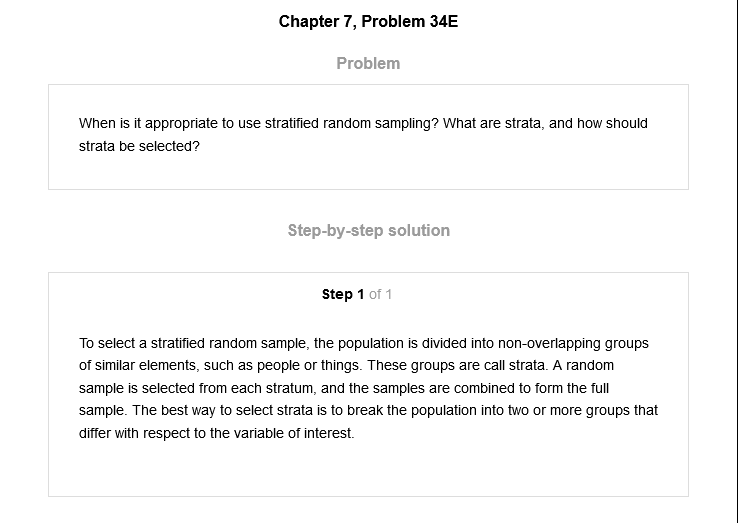 Chapter 7, Problem 34E
Problem
When is it appropriate to use stratified random sampling? What are strata, and how should
strata be selected?
Step-by-step solution
Step 1 of 1
To select a stratified random sample, the population is divided into non-overlapping groups
of similar elements, such as people or things. These groups are call strata. A random
sample is selected from each stratum, and the samples are combined to form the full
sample. The best way to select strata is to break the population into two or more groups that
differ with respect to the variable of interest.